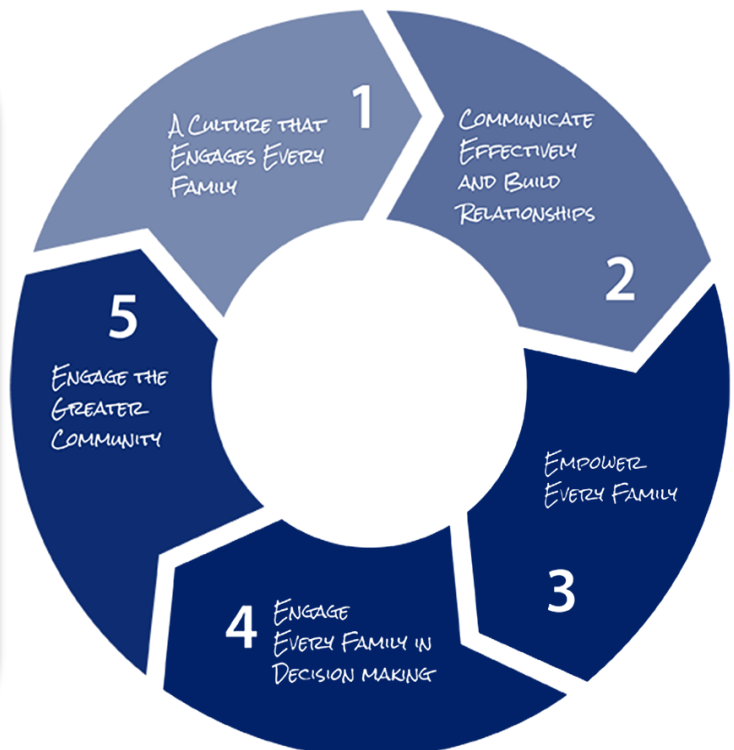 1
A Culture that
Engages Every
Family
Communicate
Effectively
and Build
Relationships
2
Empower
Every Family
3
4
Engage
Every Family in
Decision making
5
Engage the
Greater
Community